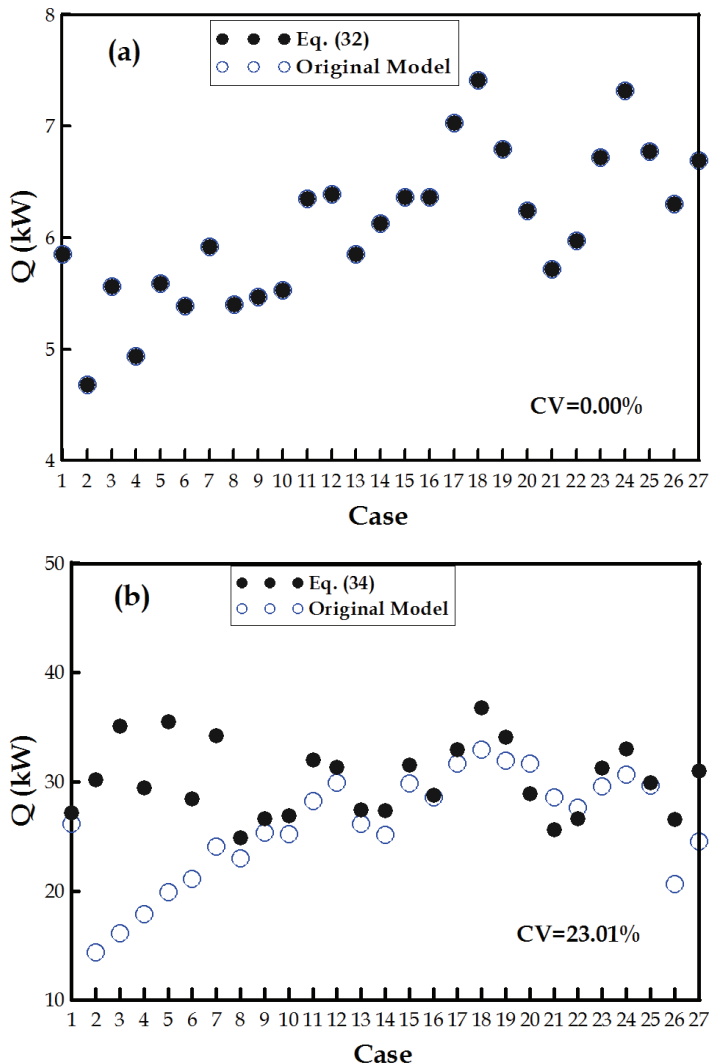 8
7
6
5
4
Q (kW)
(a)
Eq. (32)
Original Model
CV=0.00%
1 2 3 4 5 6 7 8 9 10 11 12 13 14 15 16 17 18 19 20 21 22 23 24 25 26 27
Case
50
40
30
20
10
Q (kW)
(b)
Eq. (34)
Original Model
CV=23.01%
1 2 3 4 5 6 7 8 9 10 11 12 13 14 15 16 17 18 19 20 21 22 23 24 25 26 27
Case